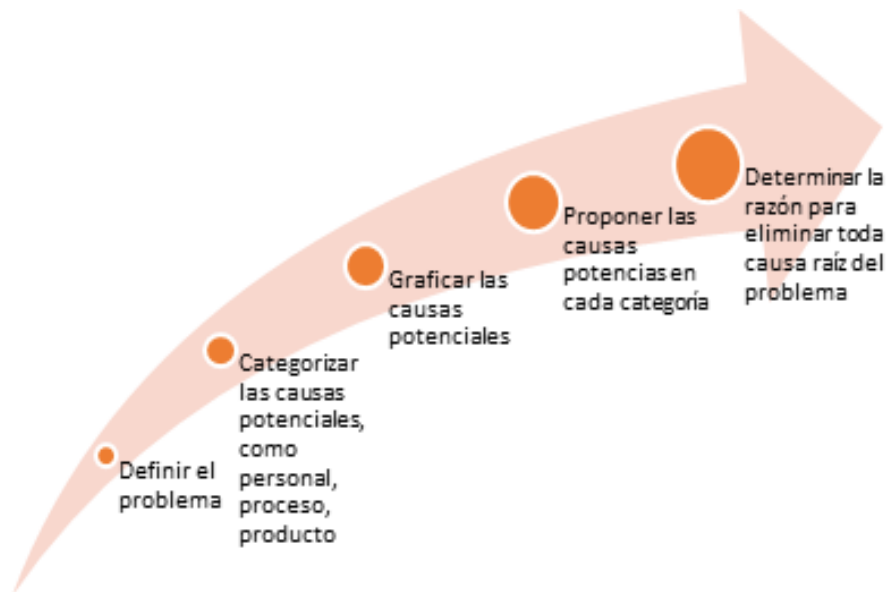 Definir el
problema
Categorizar
las causas
potenciales,
como
personal,
proceso,
producto
Graficar las
causas
potenciales
Proponer las
causas
potencias en
cada categoría
Determinar la
razón para
eliminar toda
causa raíz del
problema